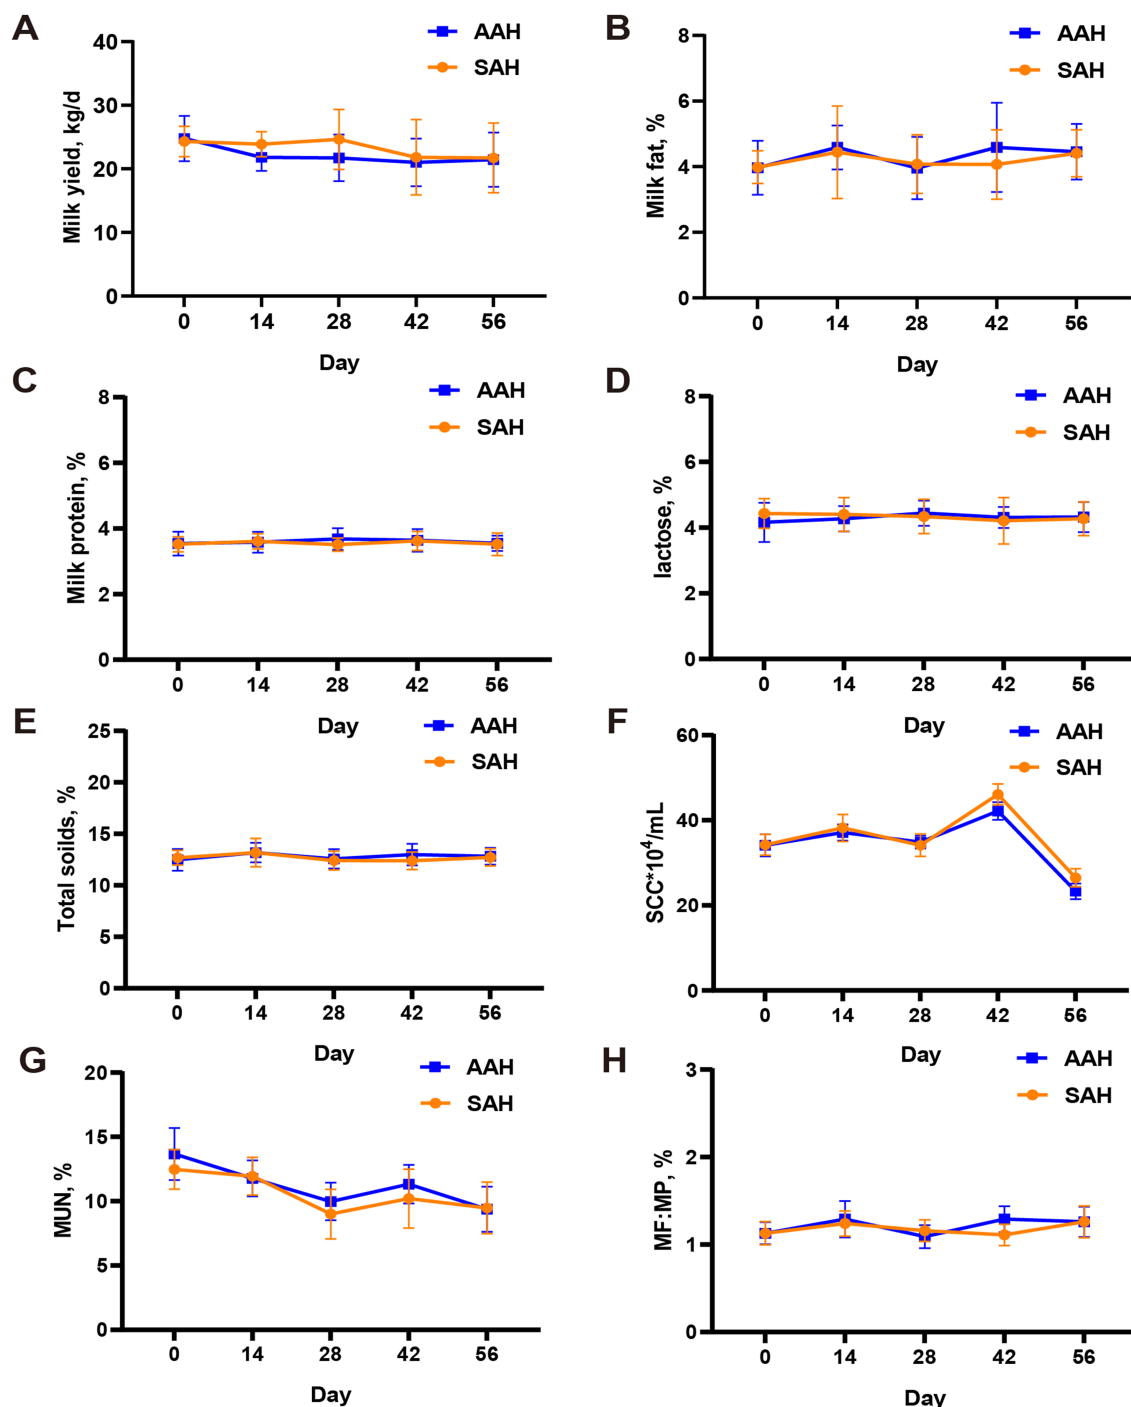 A
AAH
SAH
Milk yield, kg/d
40
30
20
10
0
0 14 28 42 56
Day
B
AAH
SAH
Milk fat, %
8
6
4
2
0
0 14 28 42 56
Day
C
AAH
SAH
Milk protein, %
8
6
4
2
0
0 14 28 42 56
Day
D
AAH
SAH
lactose, %
8
6
4
2
0
0 14 28 42 56
Day
E
AAH
SAH
Total solids, %
25
20
15
10
5
0
0 14 28 42 56
Day
F
AAH
SAH
SCC*10⁴/mL
60
40
20
0
0 14 28 42 56
Day
G
AAH
SAH
MUN, %
20
15
10
5
0
0 14 28 42 56
Day
H
AAH
SAH
MF:MP, %
3
2
1
0
0 14 28 42 56
Day